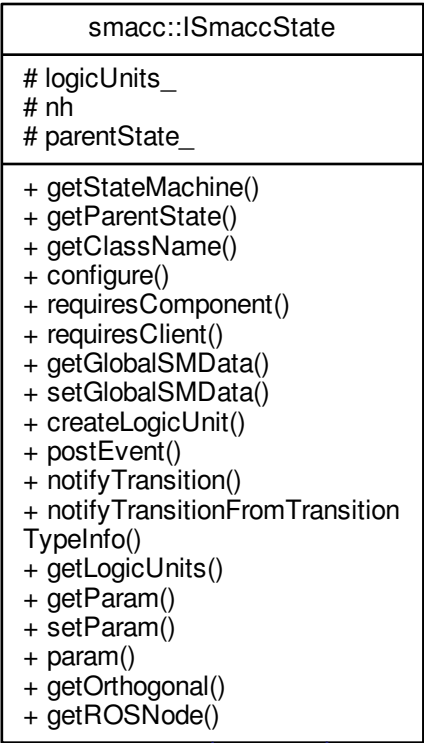 smacc::ISmaccState
# logicUnits_
# nh
# parentState_
+ getStateMachine()
+ getParentState()
+ getClassName()
+ configure()
+ requiresComponent()
+ requiresClient()
+ getGlobalSMData()
+ setGlobalSMData()
+ createLogicUnit()
+ postEvent()
+ notifyTransition()
+ notifyTransitionFromTransition
TypeInfo()
+ getLogicUnits()
+ getParam()
+ setParam()
+ param()
+ getOrthogonal()
+ getROSNode()